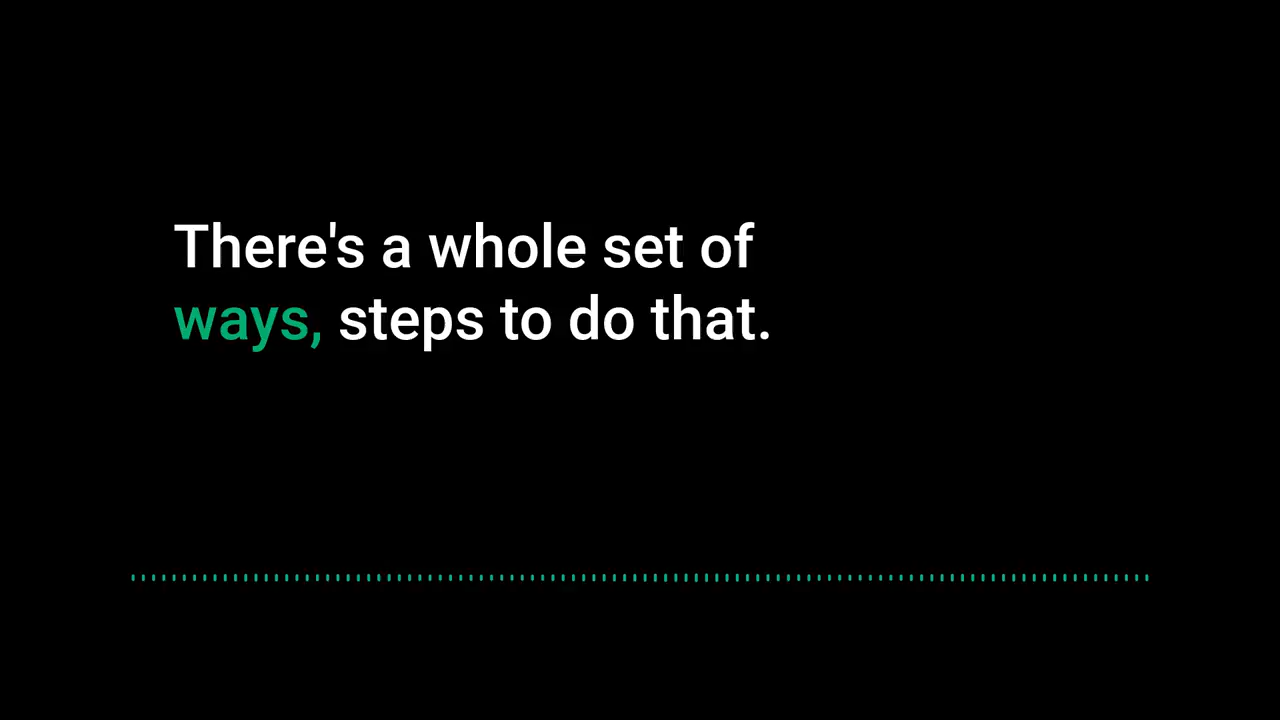 There's a whole set of
ways, steps to do that.